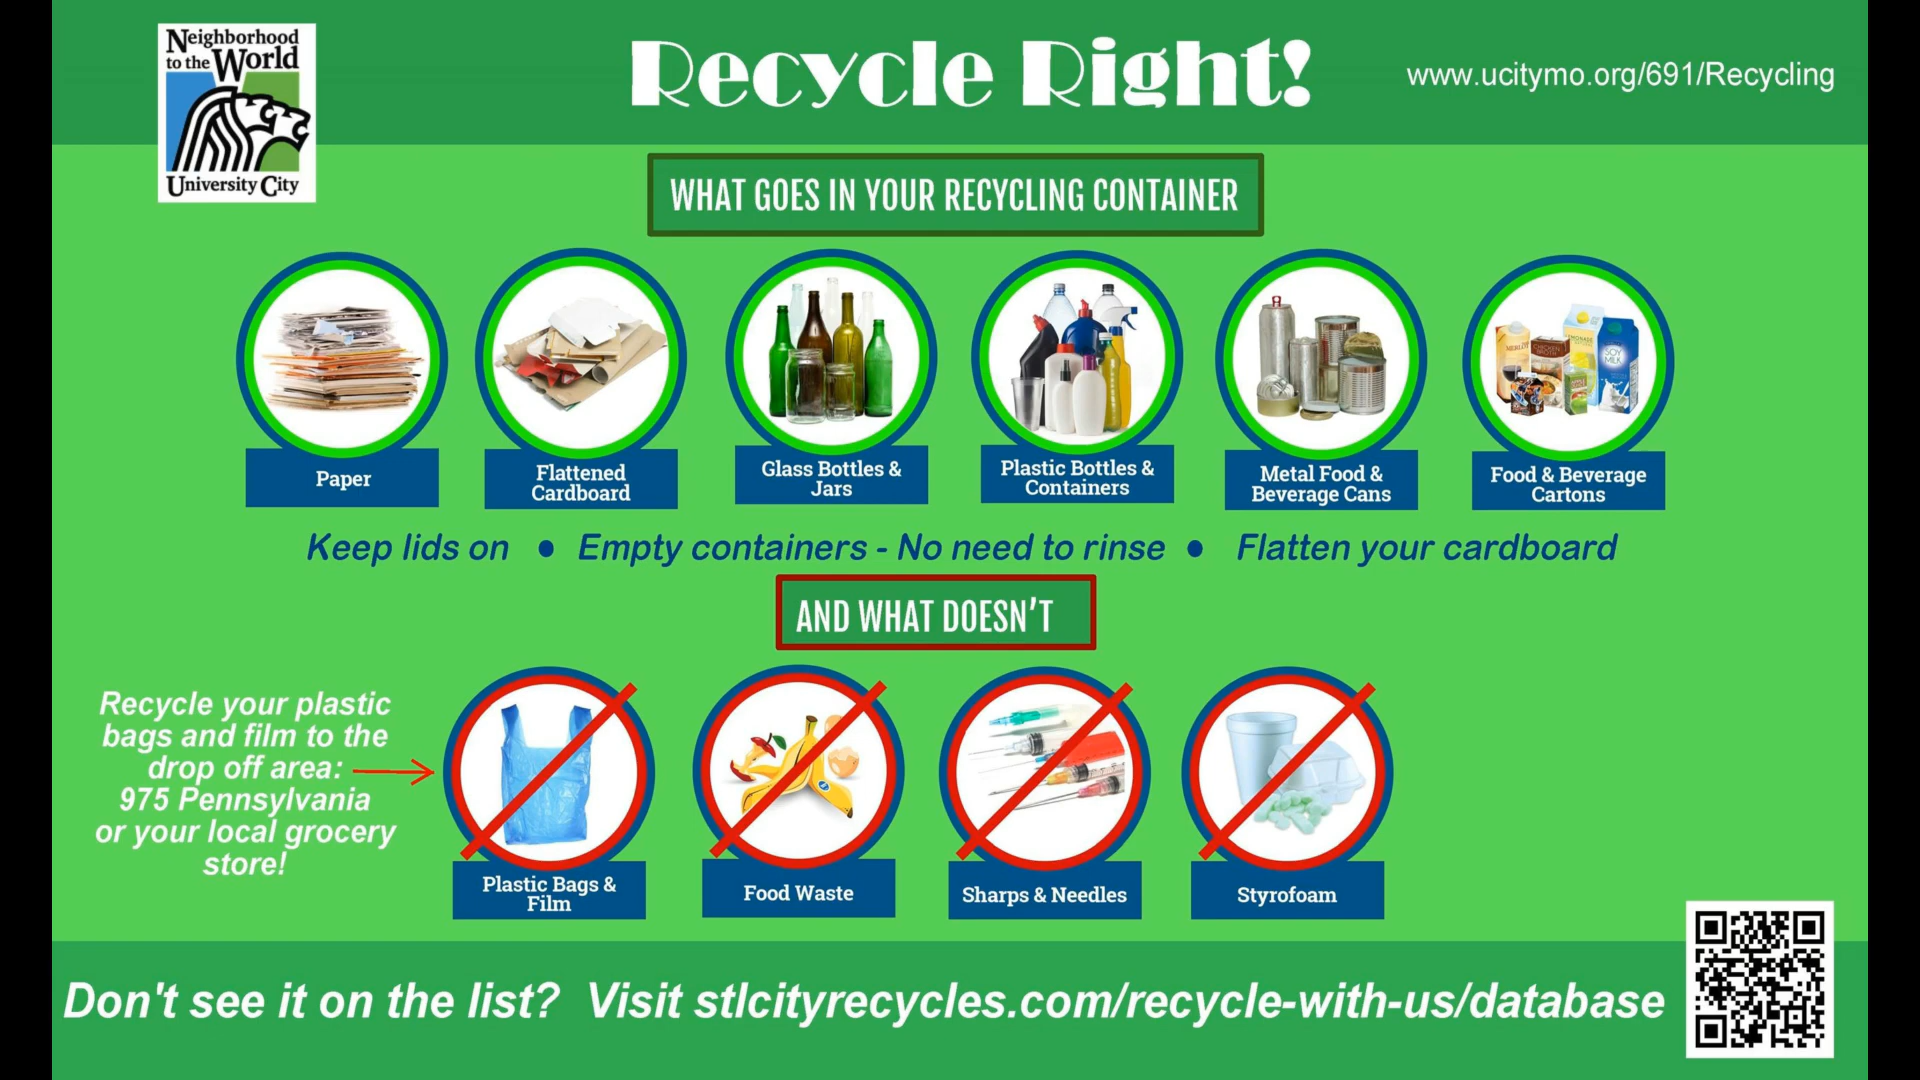 Neighborhood
to the World
University City
Recycle Right!
www.ucitymo.org/691/Recycling
WHAT GOES IN YOUR RECYCLING CONTAINER
Paper
Flattened
Cardboard
Glass Bottles &
Jars
Plastic Bottles &
Containers
Metal Food &
Beverage Cans
Food & Beverage
Cartons
Keep lids on • Empty containers - No need to rinse • Flatten your cardboard
AND WHAT DOESN'T
Recycle your plastic
bags and film to the
drop off area:
975 Pennsylvania
or your local grocery
store!
Plastic Bags &
Film
Food Waste
Sharps & Needles
Styrofoam
Don't see it on the list? Visit stlcityrecycles.com/recycle-with-us/database